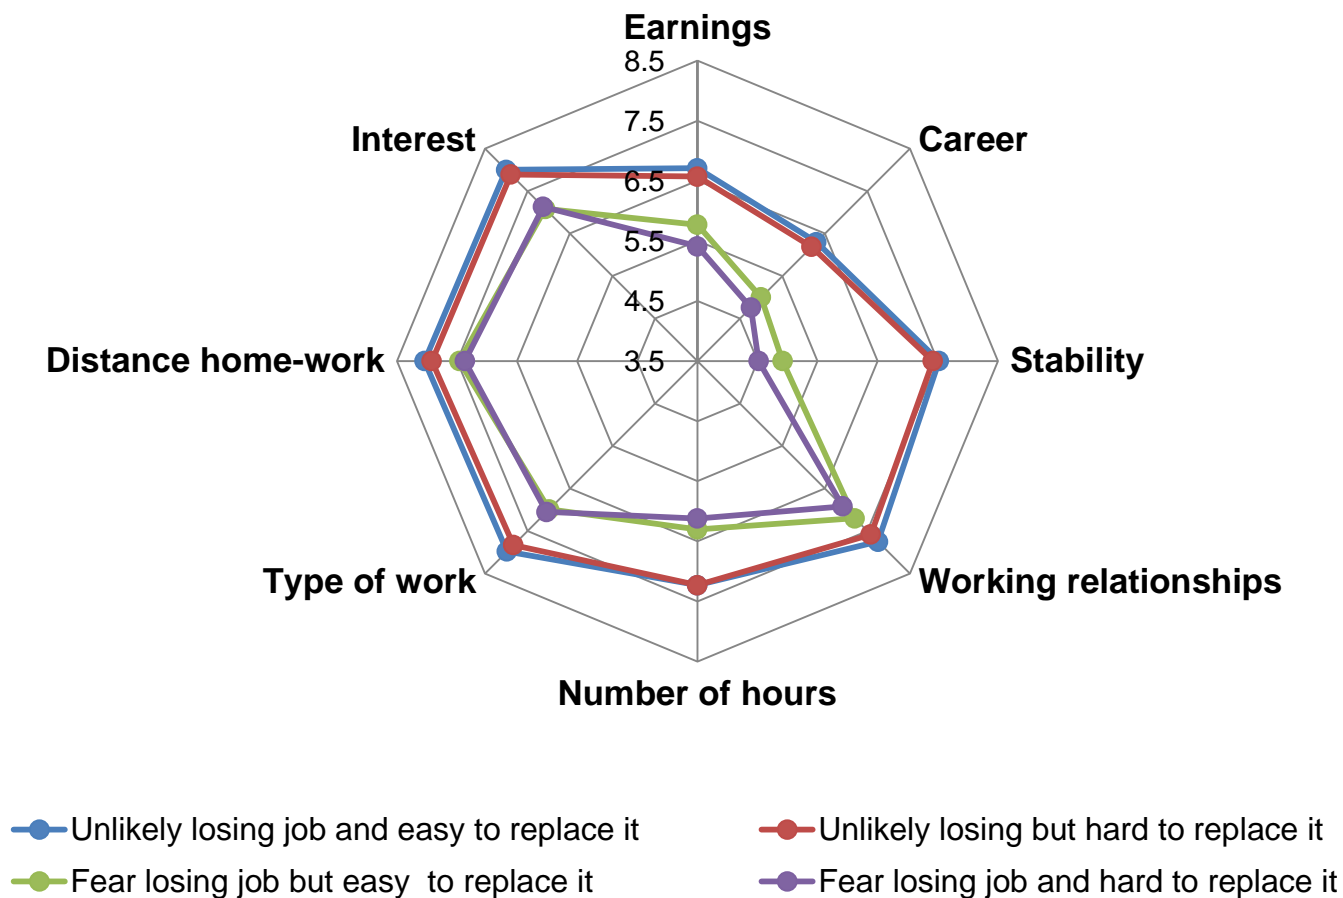 Earnings
8.5
Interest
7.5
Career
6.5
5.5
4.5
Distance home-work
3.5
Stability
Type of work
Working relationships
Number of hours
Unlikely losing job and easy to replace it
Unlikely losing but hard to replace it
Fear losing job but easy  to replace it
Fear losing job and hard to replace it